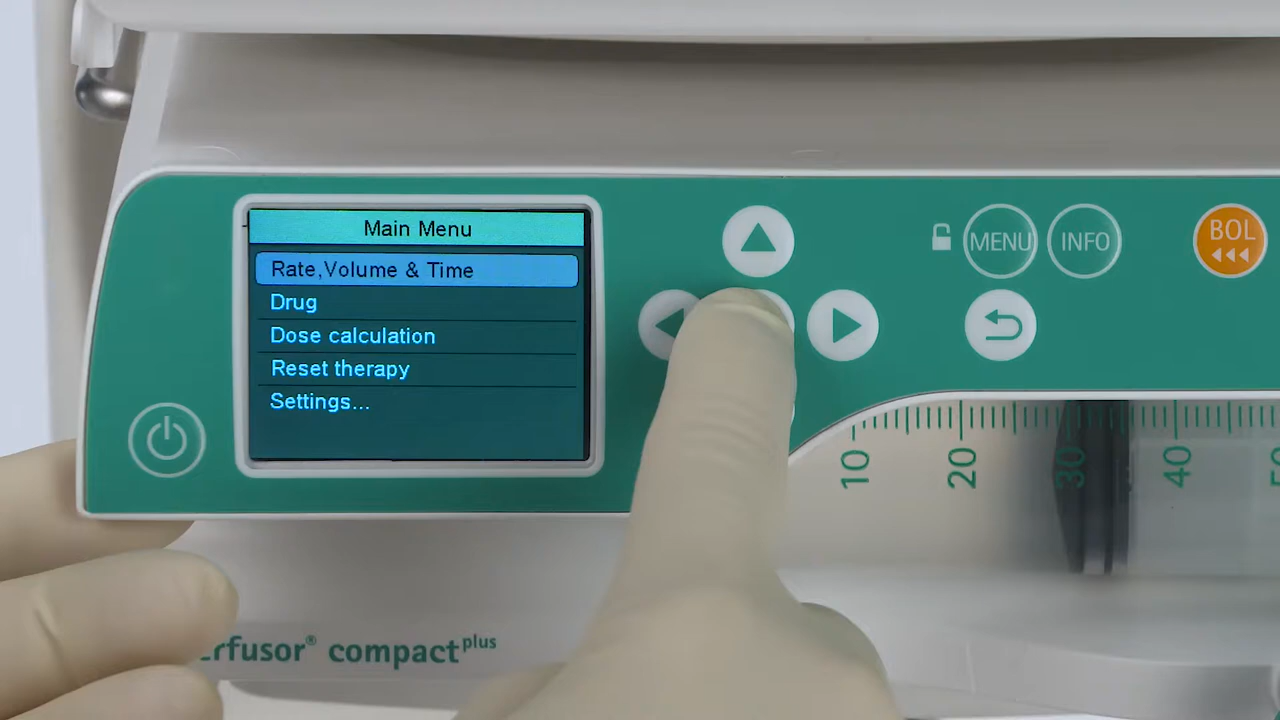 Main Menu
Rate,Volume & Time
Drug
Dose calculation
Reset therapy
Settings...
MENU
INFO
BOL
10
20
30
40
compact plus